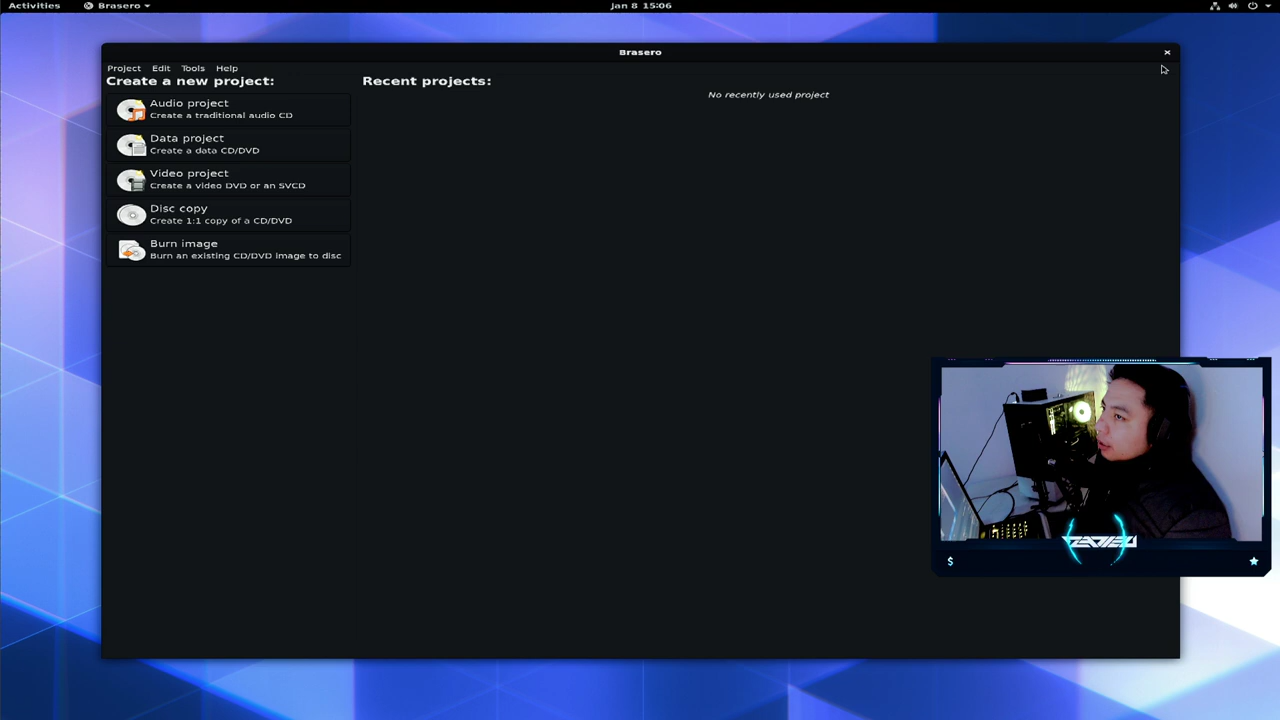 Activities
Brasero
Jan 8 15:06
Brasero
Project Edit Tools Help
Create a new project:
Audio project
Create a traditional audio CD
Data project
Create a data CD/DVD
Video project
Create a video DVD or an SVCD
Disc copy
Create 1:1 copy of a CD/DVD
Burn image
Burn an existing CD/DVD image to disc
Recent projects:
No recently used project
$